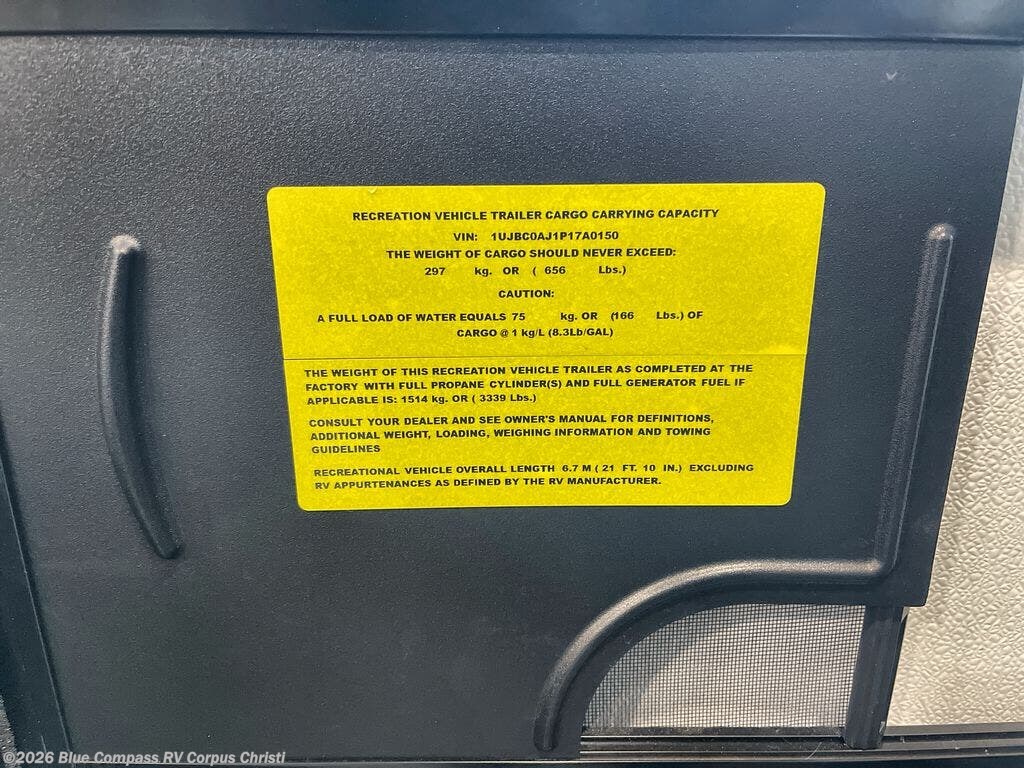 RECREATION VEHICLE TRAILER CARGO CARRYING CAPACITY
VIN: 1UJBC0AJ1P17A0150
THE WEIGHT OF CARGO SHOULD NEVER EXCEED:
297 kg. OR ( 656 Lbs.)
CAUTION:
A FULL LOAD OF WATER EQUALS 75 kg. OR (166 Lbs.) OF
CARGO @ 1 kg/L (8.3Lb/GAL)
THE WEIGHT OF THIS RECREATION VEHICLE TRAILER AS COMPLETED AT THE
FACTORY WITH FULL PROPANE CYLINDER(S) AND FULL GENERATOR FUEL IF
APPLICABLE IS: 1514 kg. OR ( 3339 Lbs.)
CONSULT YOUR DEALER AND SEE OWNER'S MANUAL FOR DEFINITIONS,
ADDITIONAL WEIGHT, LOADING, WEIGHING INFORMATION AND TOWING
GUIDELINES
RECREATIONAL VEHICLE OVERALL LENGTH 6.7 M ( 21 FT. 10 IN.) EXCLUDING
RV APPURTENANCES AS DEFINED BY THE RV MANUFACTURER.
©2026 Blue Compass RV Corpus Christi